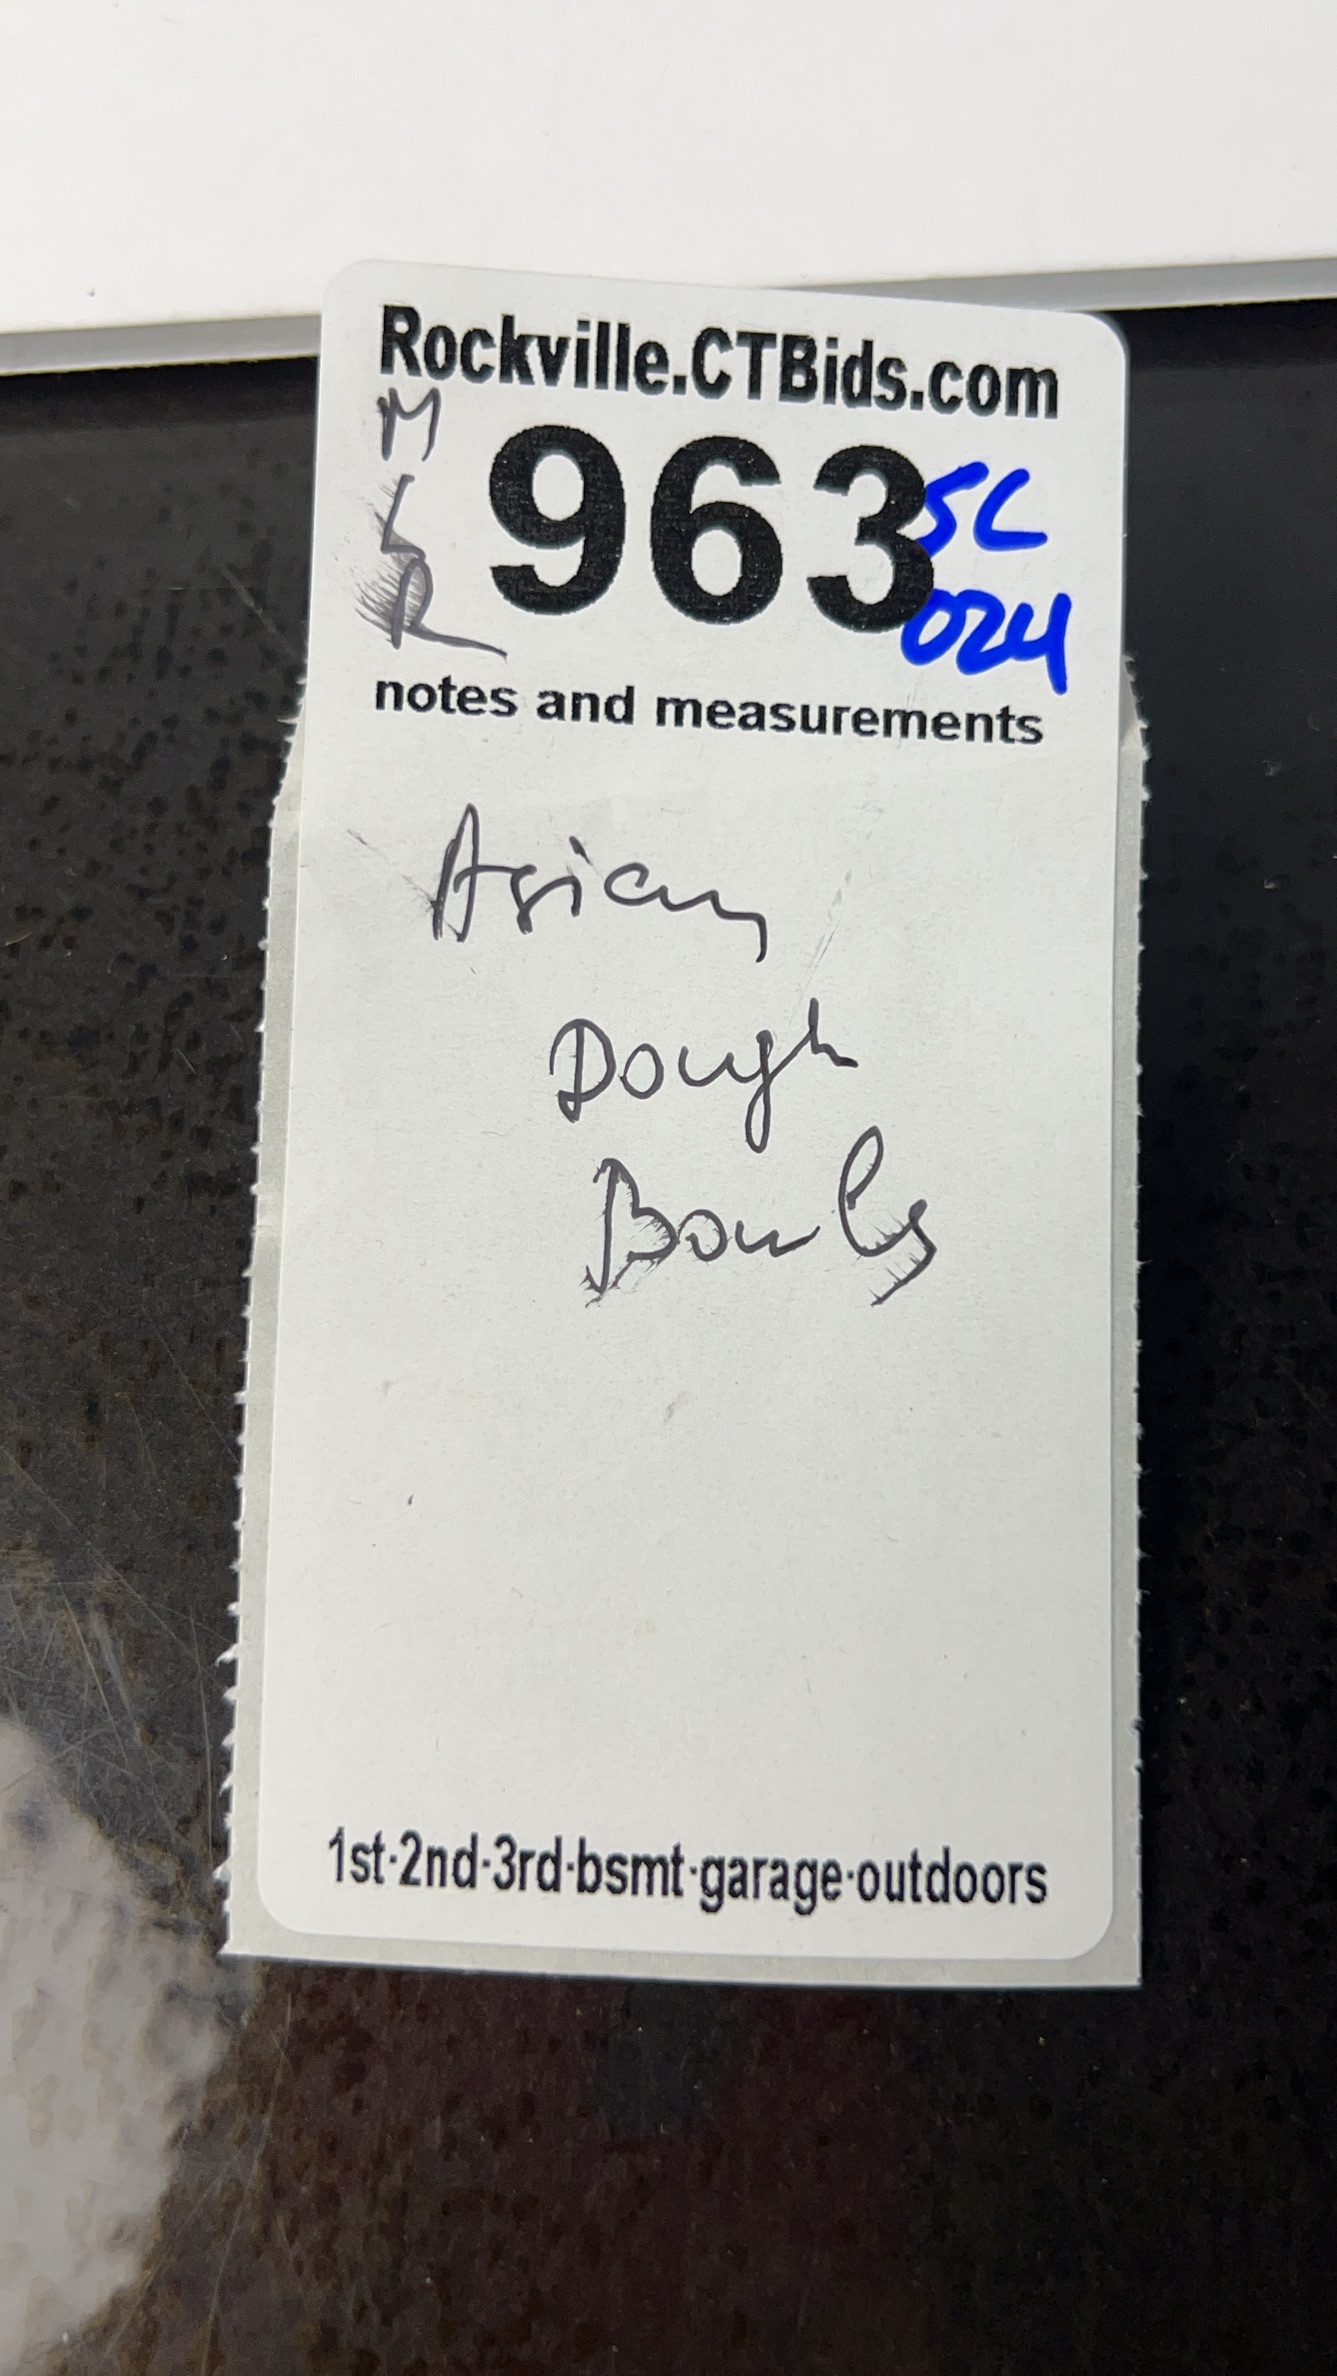 Rockville.CTBids.com
M
L
R
963
SC
024
notes and measurements
Asian
Dough
Bowls
1st·2nd·3rd·bsmt·garage·outdoors